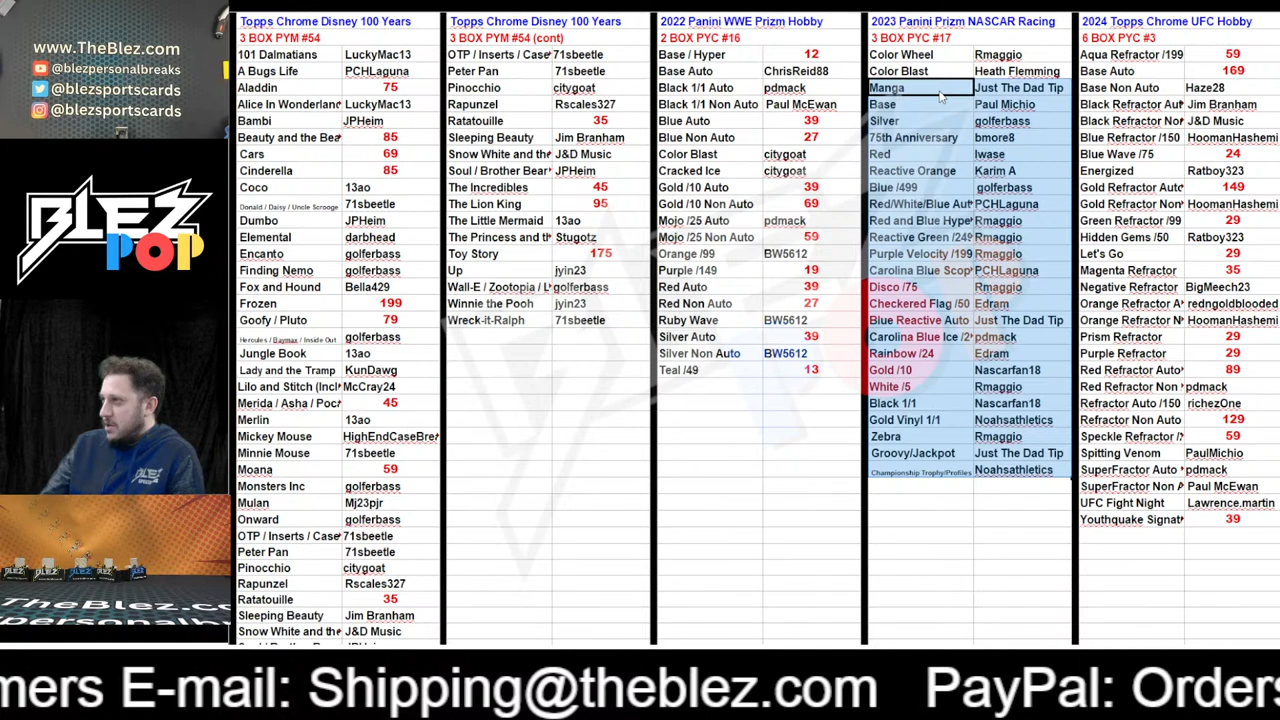 www.TheBlez.com
@blezpersonalbreaks
@blezsportscards
@blezsportscards
BLEZ
POP
Topps Chrome Disney 100 Years
3 BOX PYM #54
101 Dalmatians LuckyMac13
A Bugs Life PCHLaguna
Aladdin 75
Alice In Wonderlan LuckyMac13
Bambi JPHeim
Beauty and the Bea 85
Cars 69
Cinderella 85
Coco 13ao
Donald / Daisy / Uncle Scrooge 71sbeetle
Dumbo JPHeim
Elemental darbhead
Encanto golferbass
Finding Nemo golferbass
Fox and Hound Bella429
Frozen 199
Goofy / Pluto 79
Hercules / Baymax / Inside Out golferbass
Jungle Book 13ao
Lady and the Tramp KunDawg
Lilo and Stitch (Incl McCray24
Merida / Asha / Poca 45
Merlin 13ao
Mickey Mouse HighEndCaseBre
Minnie Mouse 71sbeetle
Moana 59
Monsters Inc golferbass
Mulan Mj23pjr
Onward golferbass
OTP / Inserts / Case 71sbeetle
Peter Pan 71sbeetle
Pinocchio citygoat
Rapunzel Rscales327
Ratatouille 35
Sleeping Beauty Jim Branham
Snow White and the J&D Music
Topps Chrome Disney 100 Years
3 BOX PYM #54 (cont)
OTP / Inserts / Case 71sbeetle
Peter Pan 71sbeetle
Pinocchio citygoat
Rapunzel Rscales327
Ratatouille 35
Sleeping Beauty Jim Branham
Snow White and the J&D Music
Soul / Brother Bear JPHeim
The Incredibles 45
The Lion King 95
The Little Mermaid 13ao
The Princess and th Stugotz
Toy Story 175
Up jyin23
Wall-E / Zootopia / L golferbass
Winnie the Pooh jyin23
Wreck-it-Ralph 71sbeetle
2022 Panini WWE Prizm Hobby
2 BOX PYC #16
Base / Hyper 12
Base Auto ChrisReid88
Black 1/1 Auto pdmack
Black 1/1 Non Auto Paul McEwan
Blue Auto 39
Blue Non Auto 27
Color Blast citygoat
Cracked Ice citygoat
Gold /10 Auto 39
Gold /10 Non Auto 69
Mojo /25 Auto pdmack
Mojo /25 Non Auto 59
Orange /99 BW5612
Purple /149 19
Red Auto 39
Red Non Auto 27
Ruby Wave BW5612
Silver Auto 39
Silver Non Auto BW5612
Teal /49 13
2023 Panini Prizm NASCAR Racing
3 BOX PYC #17
Color Wheel Rmaggio
Color Blast Heath Flemming
Manga Just The Dad Tip
Base Paul Michio
Silver golferbass
75th Anniversary bmore8
Red Iwase
Reactive Orange Karim A
Blue /499 golferbass
Red/White/Blue Aut PCHLaguna
Red and Blue Hype Rmaggio
Reactive Green /249 Rmaggio
Purple Velocity /199 Rmaggio
Carolina Blue Scop PCHLaguna
Disco /75 Rmaggio
Checkered Flag /50 Edram
Blue Reactive Auto Just The Dad Tip
Carolina Blue Ice /2 pdmack
Rainbow /24 Edram
Gold /10 Nascarfan18
White /5 Rmaggio
Black 1/1 Nascarfan18
Gold Vinyl 1/1 Noahsathletics
Zebra Rmaggio
Groovy/Jackpot Just The Dad Tip
Championship Trophy/Profiles Noahsathletics
2024 Topps Chrome UFC Hobby
6 BOX PYC #3
Aqua Refractor /199 59
Base Auto 169
Base Non Auto Haze28
Black Refractor Aut Jim Branham
Black Refractor Nor J&D Music
Blue Refractor /150 HoomanHashemi
Blue Wave /75 24
Energized Ratboy323
Gold Refractor Auto 149
Gold Refractor Non HoomanHashemi
Green Refractor /99 29
Hidden Gems /50 Ratboy323
Let's Go 29
Magenta Refractor 35
Negative Refractor BigMeech23
Orange Refractor A redngoldblooded
Orange Refractor N HoomanHashemi
Prism Refractor 29
Purple Refractor 29
Red Refractor Auto 89
Red Refractor Non pdmack
Refractor Auto /150 richezOne
Refractor Non Auto 129
Speckle Refractor /2 59
Spitting Venom PaulMichio
SuperFractor Auto pdmack
SuperFractor Non A Paul McEwan
UFC Fight Night Lawrence.martin
Youthquake Signat 39
mers E-mail: Shipping@theblez.com PayPal: Orders